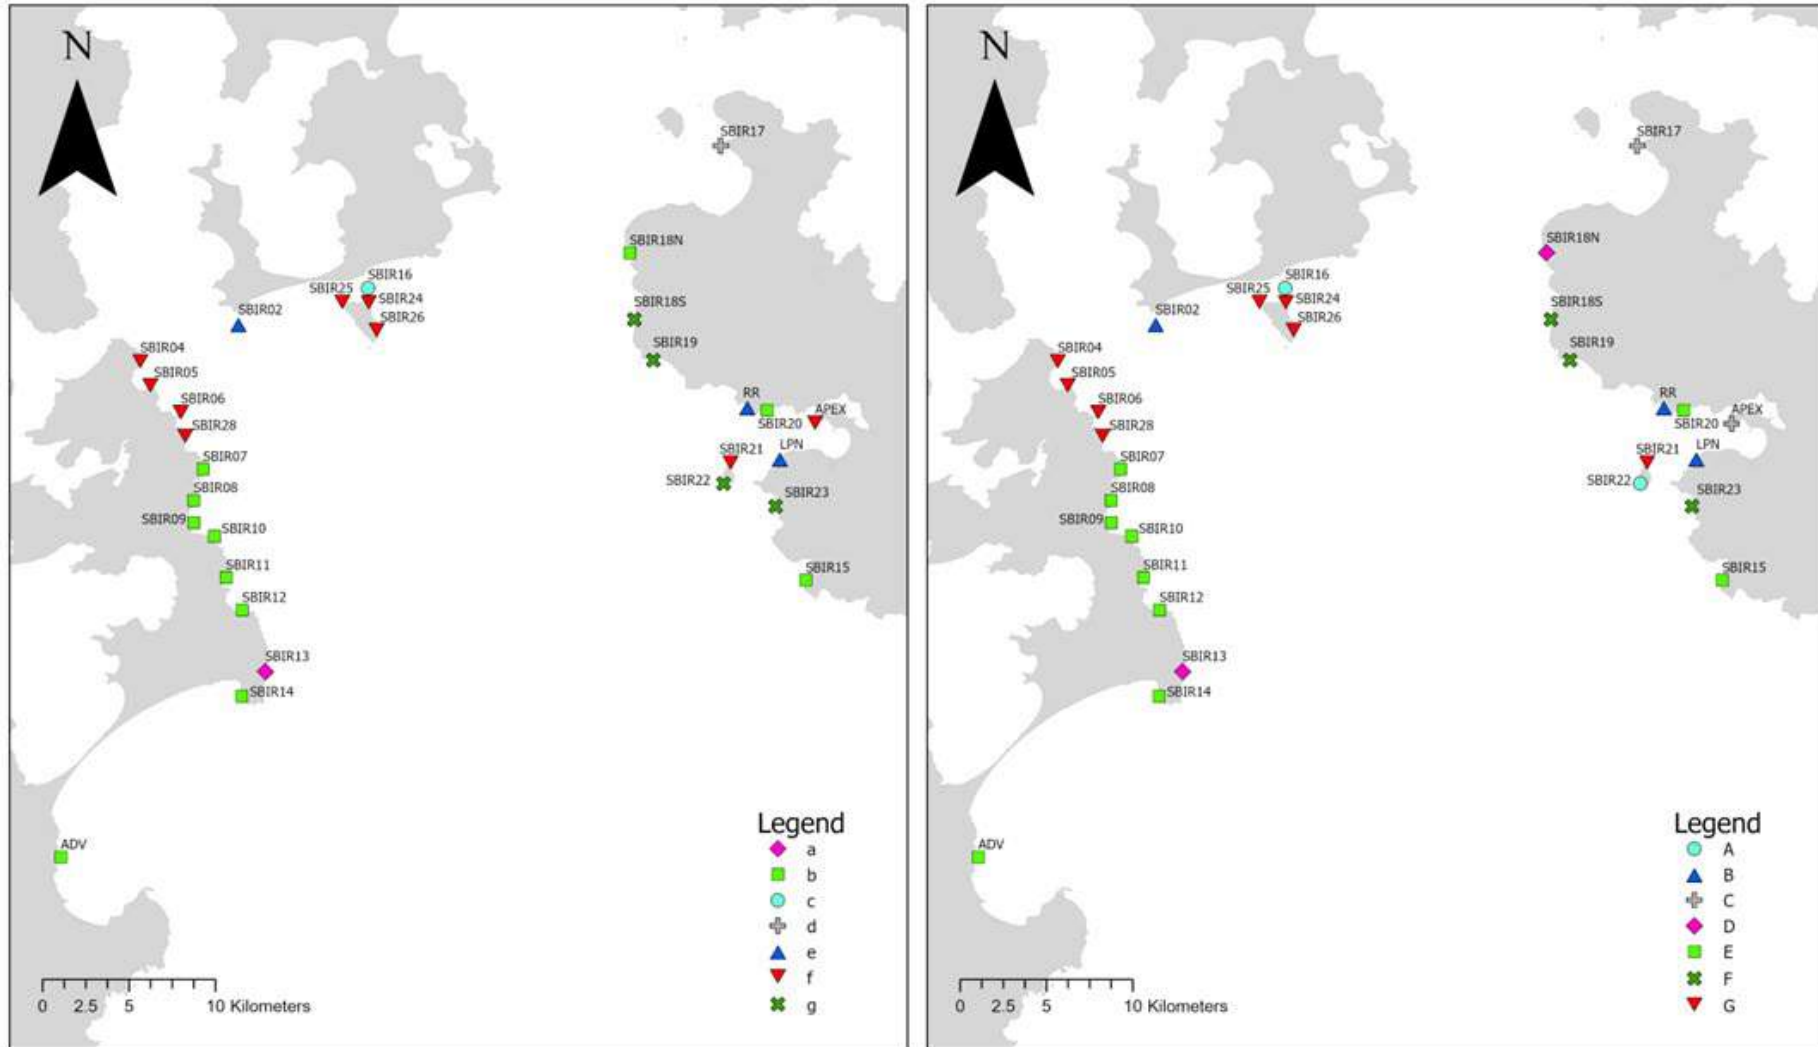 N
SBIR17
SBIR18N
SBIR16
SBIR25
SBIR24
SBIR18S
SBIR02
SBIR26
SBIR04
SBIR19
SBIR05
RR
SBIR06
APEX
SBIR20
SBIR28
LPN
SBIR21
SBIR07
SBIR22
SBIR08
SBIR23
SBIR09
SBIR10
SBIR11
SBIR15
SBIR12
SBIR13
SBIR14
ADV
Legend
a
b
c
d
e
f
g
0 2.5 5 10 Kilometers
N
SBIR17
SBIR18N
SBIR16
SBIR25
SBIR24
SBIR18S
SBIR02
SBIR26
SBIR04
SBIR19
SBIR05
RR
SBIR06
APEX
SBIR20
SBIR28
LPN
SBIR21
SBIR07
SBIR22
SBIR08
SBIR23
SBIR09
SBIR10
SBIR11
SBIR15
SBIR12
SBIR13
SBIR14
ADV
Legend
A
B
C
D
E
F
G
0 2.5 5 10 Kilometers